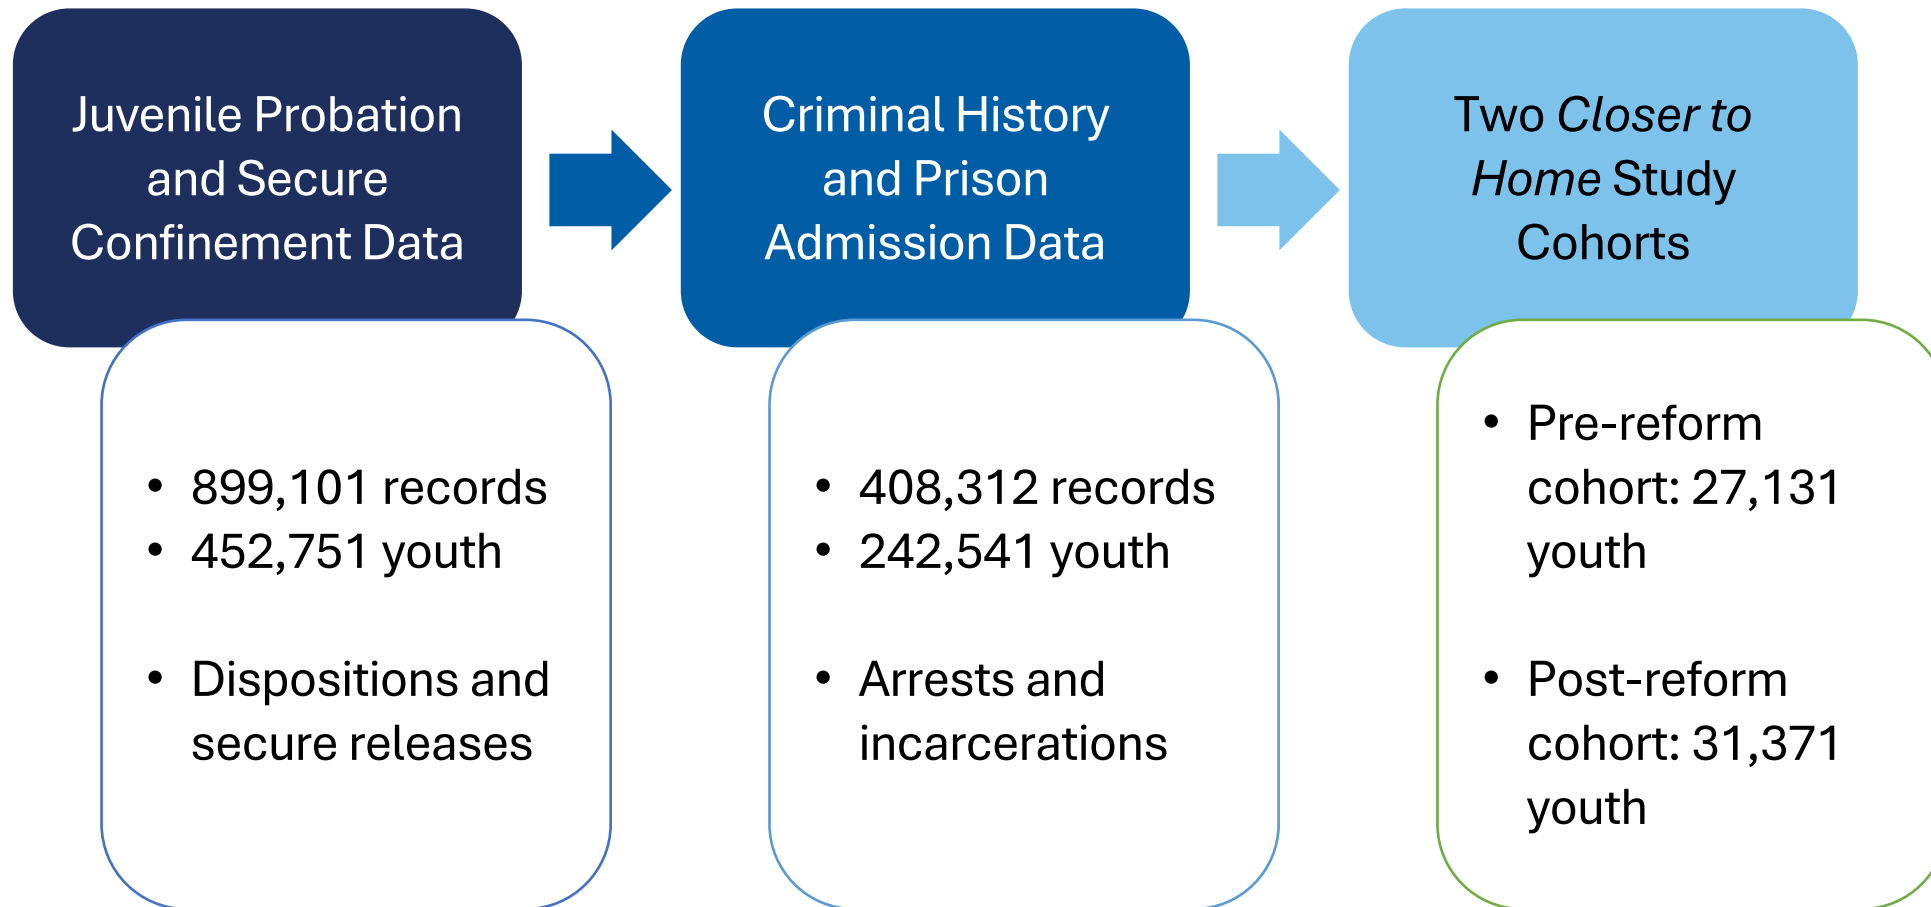 Juvenile Probation
and Secure
Confinement Data
• 899,101 records
• 452,751 youth
• Dispositions and
secure releases
Criminal History
and Prison
Admission Data
• 408,312 records
• 242,541 youth
• Arrests and
incarcerations
Two Closer to
Home Study
Cohorts
• Pre-reform
cohort: 27,131
youth
• Post-reform
cohort: 31,371
youth